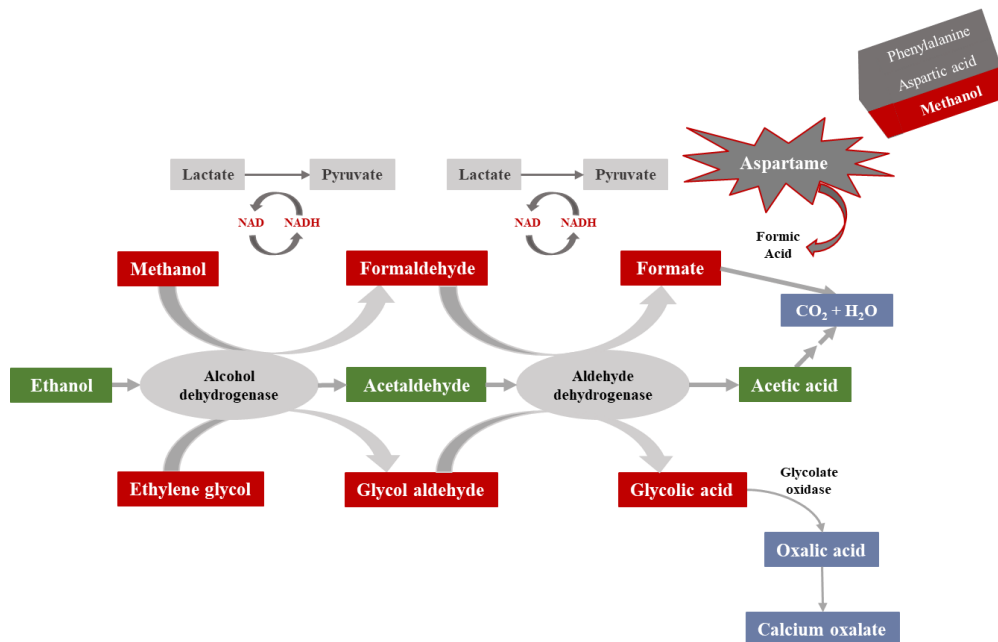 Phenylalanine
Aspartic acid
Methanol
Aspartame
Lactate
Pyruvate
Lactate
Pyruvate
NAD
NADH
NAD
NADH
Formic
Acid
Methanol
Formaldehyde
Formate
CO₂ + H₂O
Ethanol
Alcohol
dehydrogenase
Acetaldehyde
Aldehyde
dehydrogenase
Acetic acid
Ethylene glycol
Glycol aldehyde
Glycolic acid
Glycolate
oxidase
Oxalic acid
Calcium oxalate